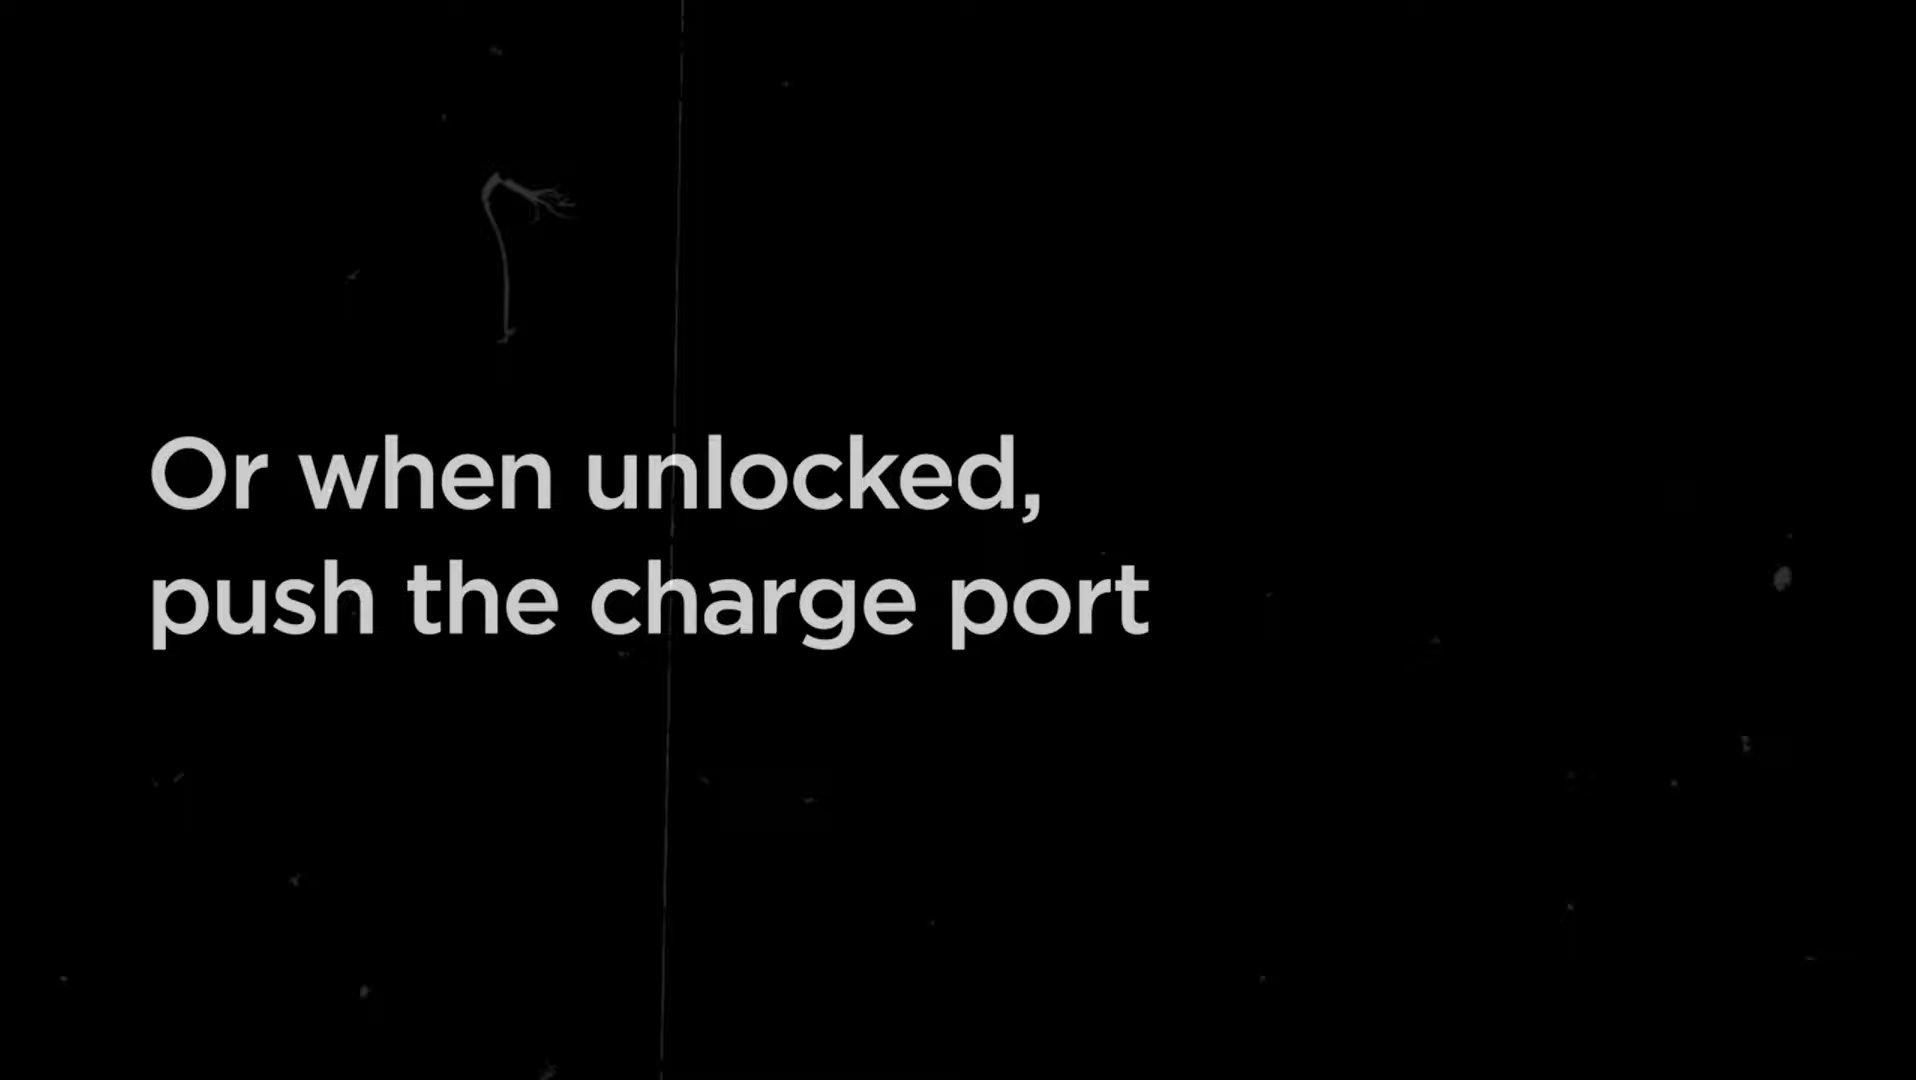 Or when unlocked,
push the charge port